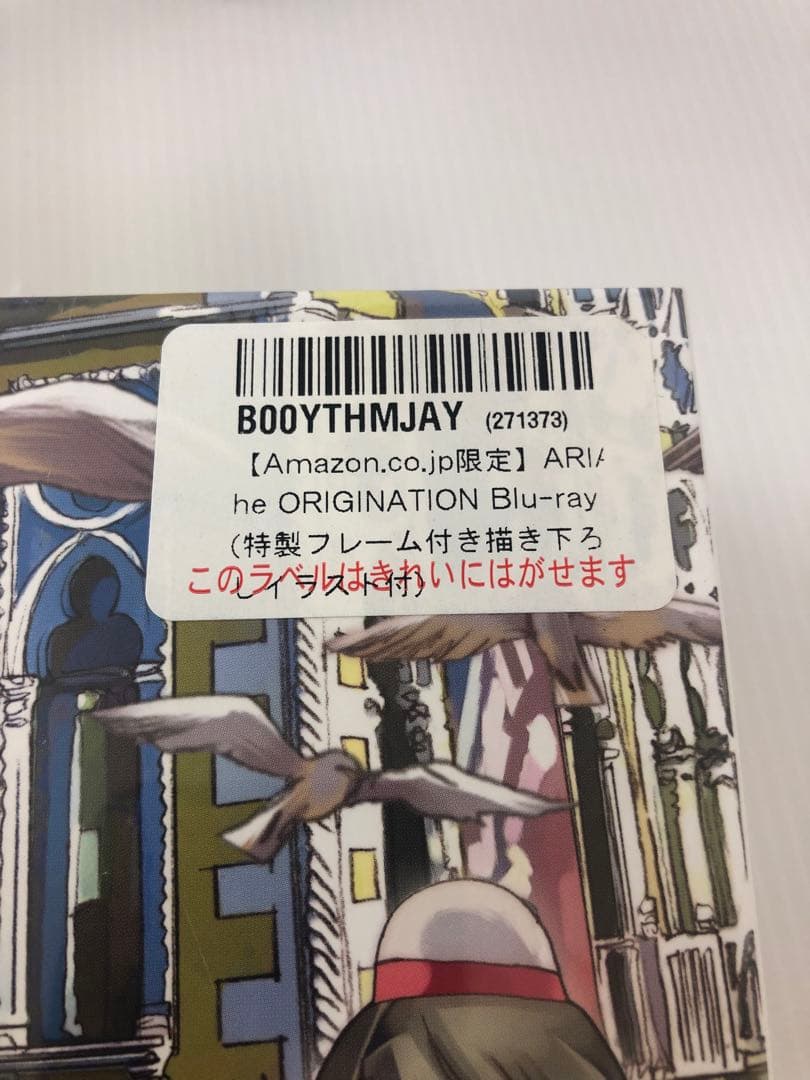 B00YTHMJAY (271373)
【Amazon.co.jp限定】ARIA
he ORIGINATION Blu-ray
(特製フレーム付き描き下ろ
しイラスト付)
このラベルはきれいにはがせます